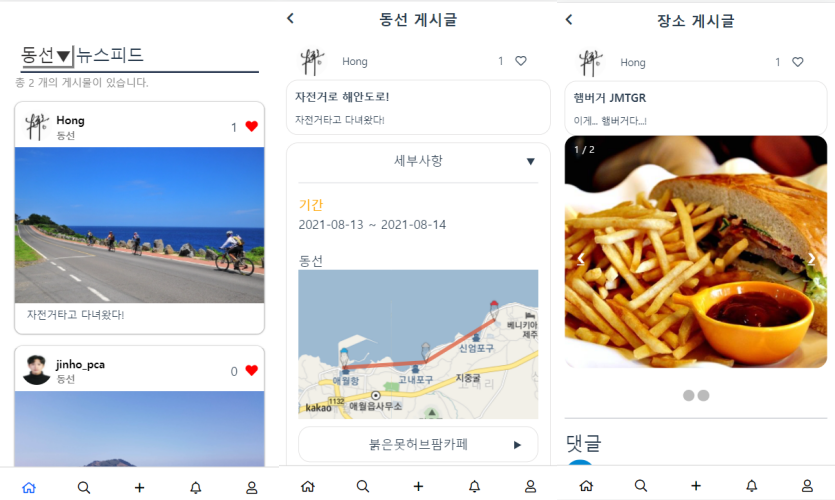 동선▼ 뉴스피드
종 2 개의 게시물이 있습니다.
Hong
동선
1
자전거타고 다녀왔다!
jinho_pca
동선
0
동선 게시글
Hong
1
자전거로 해안도로!
자전거타고 다녀왔다!
세부사항 ▼
기간
2021-08-13 ~ 2021-08-14
동선
베니키아
제주
신엄포구
애월항
고내포구
지중굴
고내리
1132
애월읍사무소
kakao
붉은못허브팜카페 ▶
장소 게시글
Hong
1
햄버거 JMTGR
이게... 햄버거다...!
1 / 2
댓글